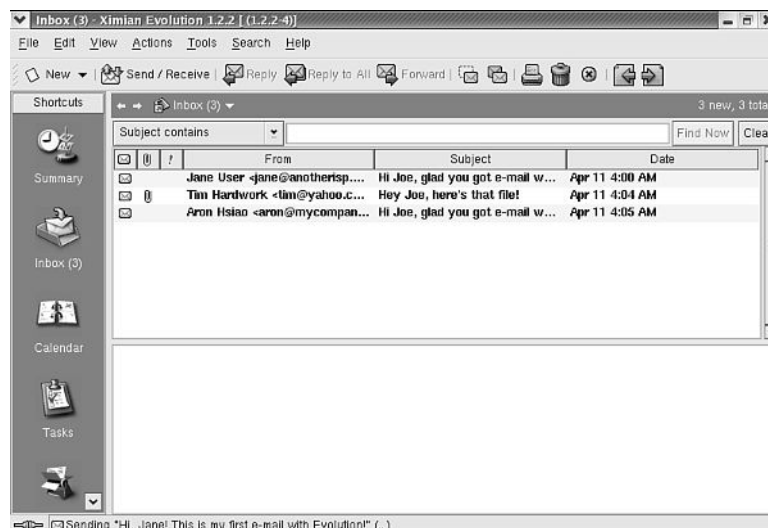 Inbox (3) - Ximian Evolution 1.2.2 [ (1.2.2-4)]
File Edit View Actions Tools Search Help
New Send / Receive Reply Reply to All Forward
Shortcuts
Inbox (3) 3 new, 3 tota
Subject contains Find Now Clea
! From Subject Date
Jane User <jane@anotherisp.... Hi Joe, glad you got e-mail w... Apr 11 4:00 AM
Tim Hardwork <tim@yahoo.c... Hey Joe, here's that file! Apr 11 4:04 AM
Aron Hsiao <aron@mycompan... Hi Joe, glad you got e-mail w... Apr 11 4:05 AM
Summary
Inbox (3)
Calendar
Tasks
Sending "Hi, Jane! This is my first e-mail with Evolution!" (...)